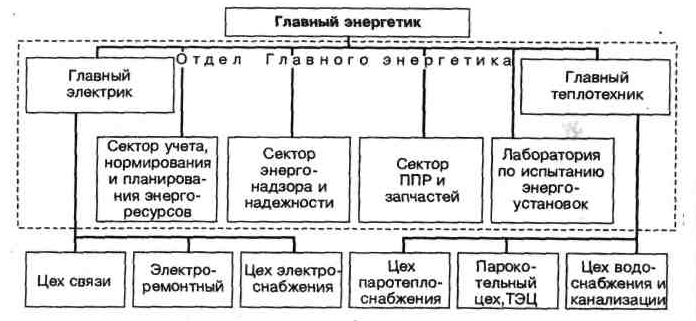 Главный энергетик
Отдел Главного энергетика
Главный
электрик
Главный
теплотехник
Сектор учета,
нормирования
и планирова-
ния энерго-
ресурсов
Сектор
энерго-
надзора и
надежности
Сектор
ППР и
запчастей
Лаборатория
по испытанию
энерго-
установок
Цех связи
Электро-
ремонтный
Цех электро-
снабжения
Цех
паротепло-
снабжения
Пароко-
тельный
цех,ТЭЦ
Цех водо-
снабжения и
канализации